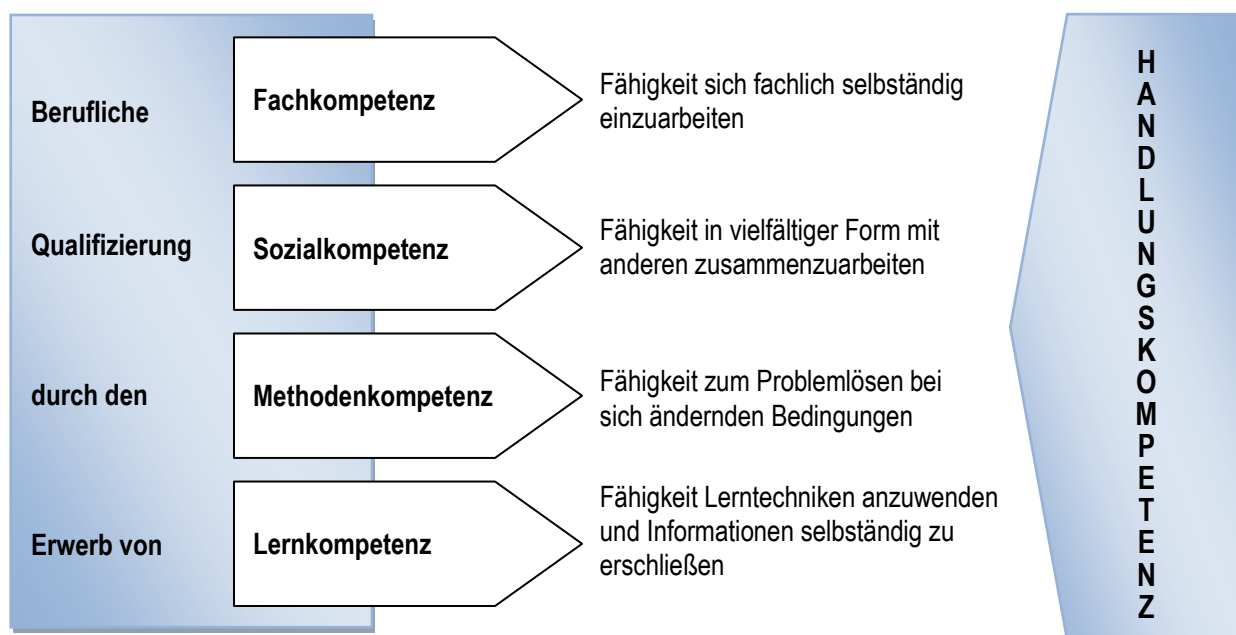 Berufliche
Fachkompetenz
Fähigkeit sich fachlich selbständig
einzuarbeiten
Qualifizierung
Sozialkompetenz
Fähigkeit in vielfältiger Form mit
anderen zusammenzuarbeiten
durch den
Methodenkompetenz
Fähigkeit zum Problemlösen bei
sich ändernden Bedingungen
Erwerb von
Lernkompetenz
Fähigkeit Lerntechniken anzuwenden
und Informationen selbständig zu
erschließen
HANDLUNGSKOMPETENZ